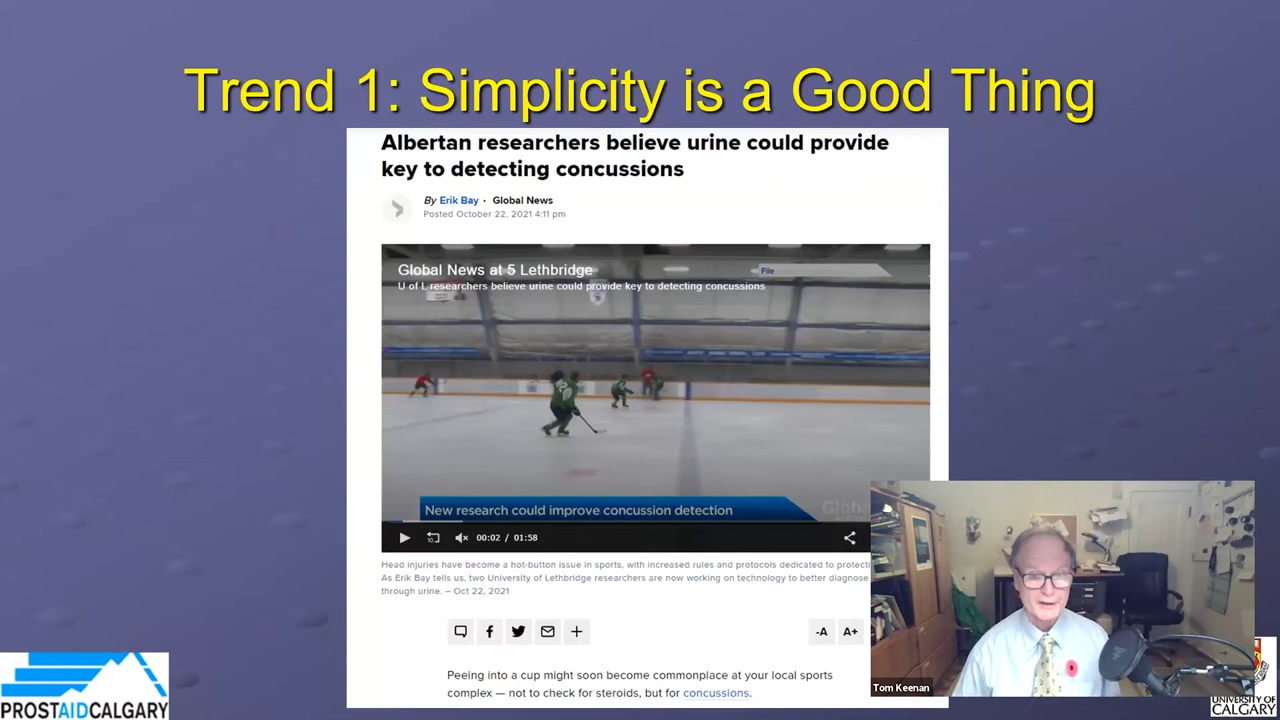 Trend 1: Simplicity is a Good Thing
Albertan researchers believe urine could provide
key to detecting concussions
By Erik Bay · Global News
Posted October 22, 2021 4:11 pm
Global News at 5 Lethbridge
File
U of L researchers believe urine could provide key to detecting concussions
New research could improve concussion detection
Global
10
00:02 / 01:58
Head injuries have become a hot-button issue in sports, with increased rules and protocols dedicated to
As Erik Bay tells us, two University of Lethbridge researchers are now working on technology to better diagnose
through urine. – Oct 22, 2021
-A A+
Peeing into a cup might soon become commonplace at your local sports
complex — not to check for steroids, but for concussions.
Tom Keenan
PROSTAIDCALGARY
UNIVERSITY OF
CALGARY